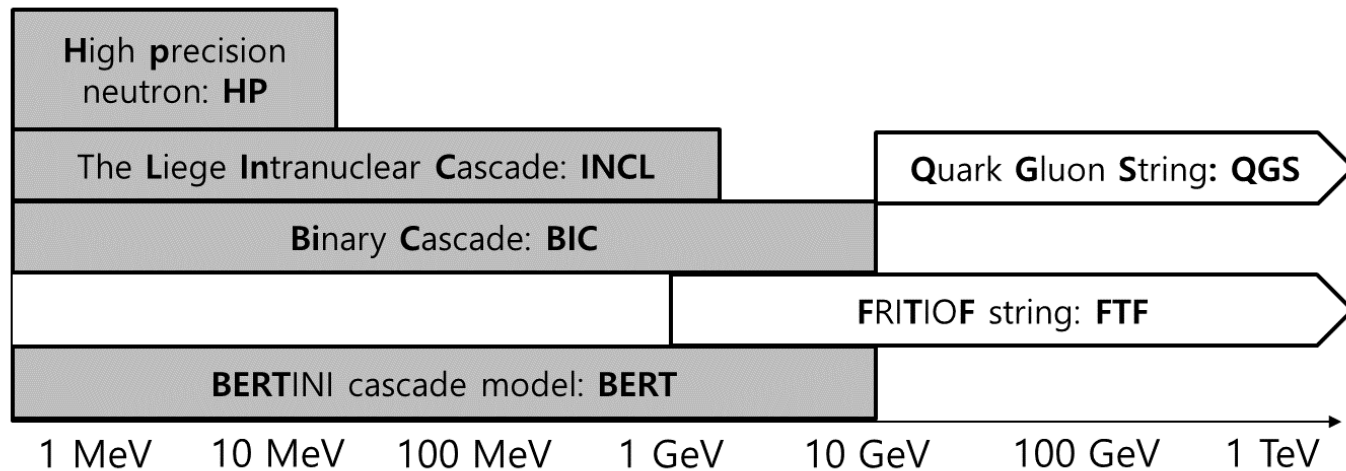 High precision
neutron: HP
The Liege Intranuclear Cascade: INCL
Quark Gluon String: QGS
Binary Cascade: BIC
FRITIOF string: FTF
BERTINI cascade model: BERT
1 MeV 10 MeV 100 MeV 1 GeV 10 GeV 100 GeV 1 TeV